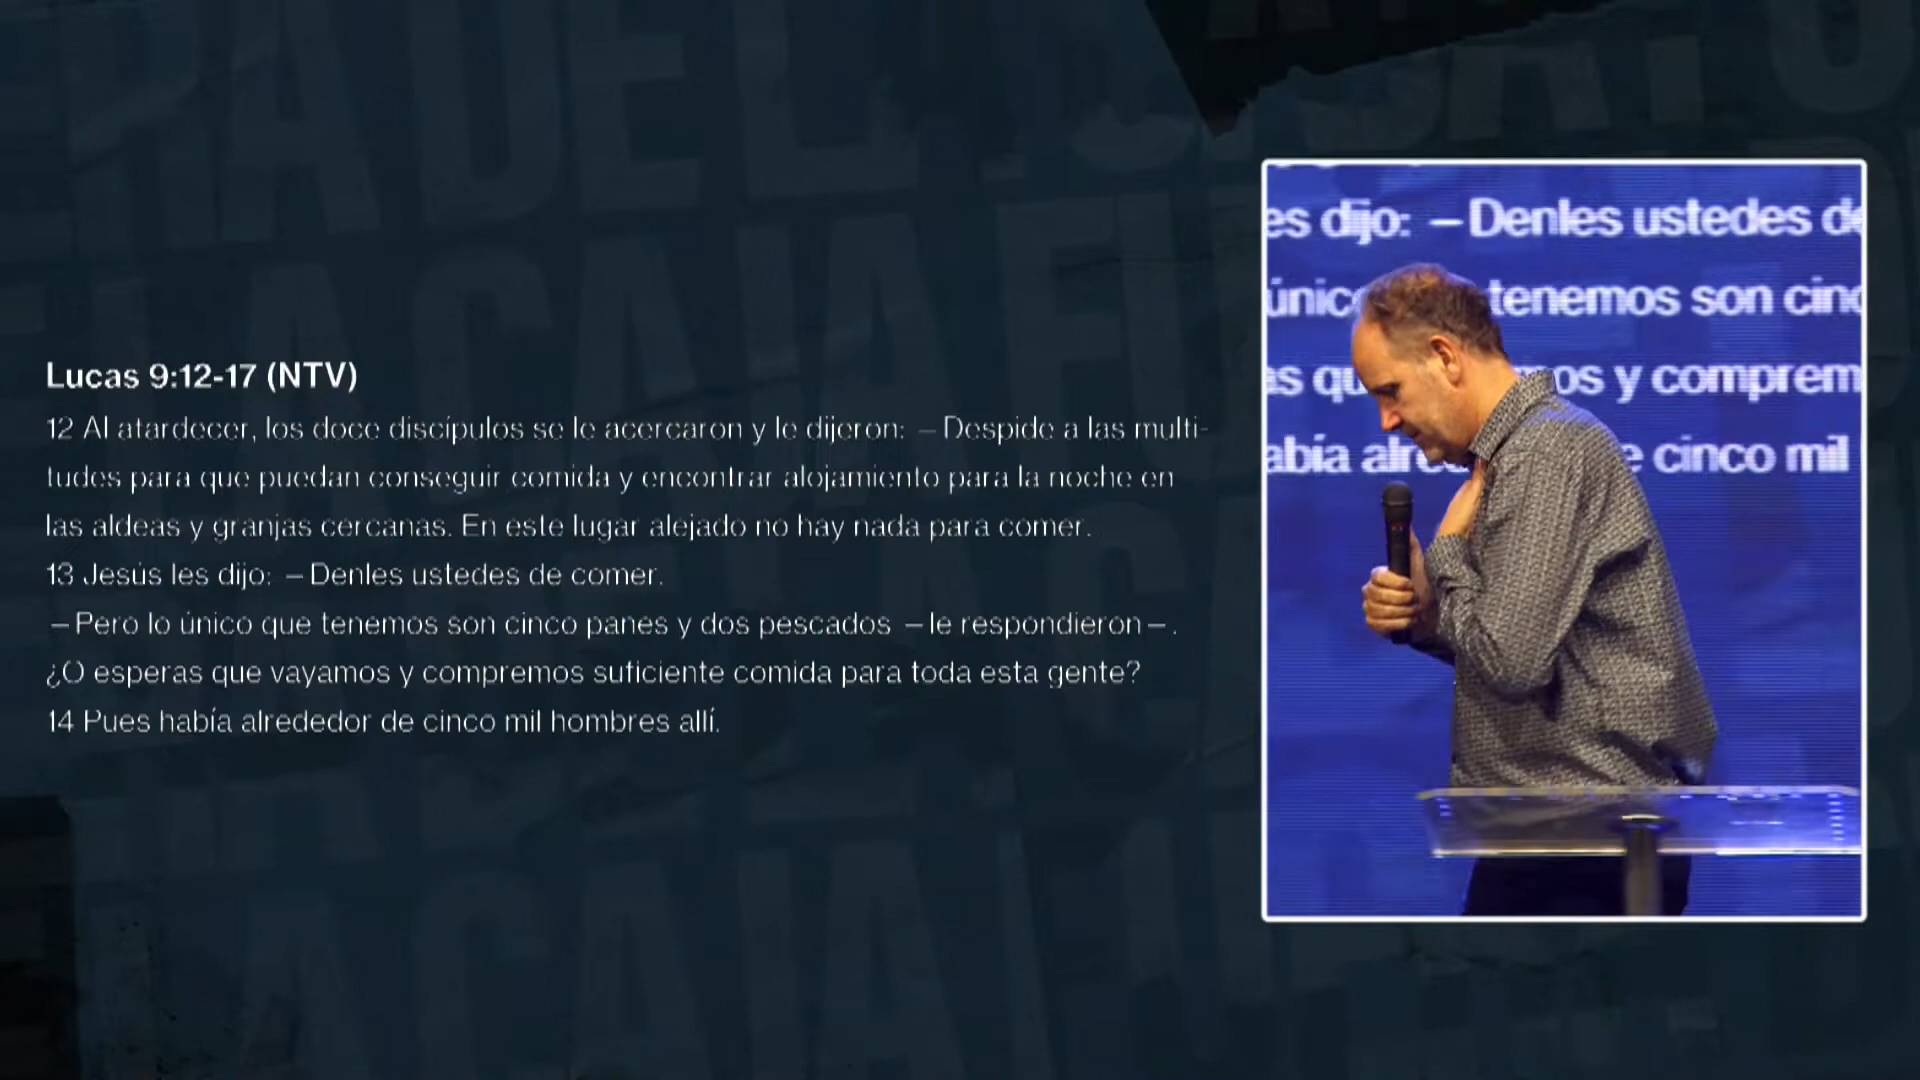 Lucas 9:12-17 (NTV)
12 Al atardecer, los doce discípulos se le acercaron y le dijeron: –Despide a las multi-
tudes para que puedan conseguir comida y encontrar alojamiento para la noche en
las aldeas y granjas cercanas. En este lugar alejado no hay nada para comer.
13 Jesús les dijo: –Denles ustedes de comer.
–Pero lo único que tenemos son cinco panes y dos pescados –le respondieron–.
¿O esperas que vayamos y compremos suficiente comida para toda esta gente?
14 Pues había alrededor de cinco mil hombres allí.
es dijo: –Denles ustedes de
únic tenemos son cinc
as qu os y comprem
abía alre e cinco mil